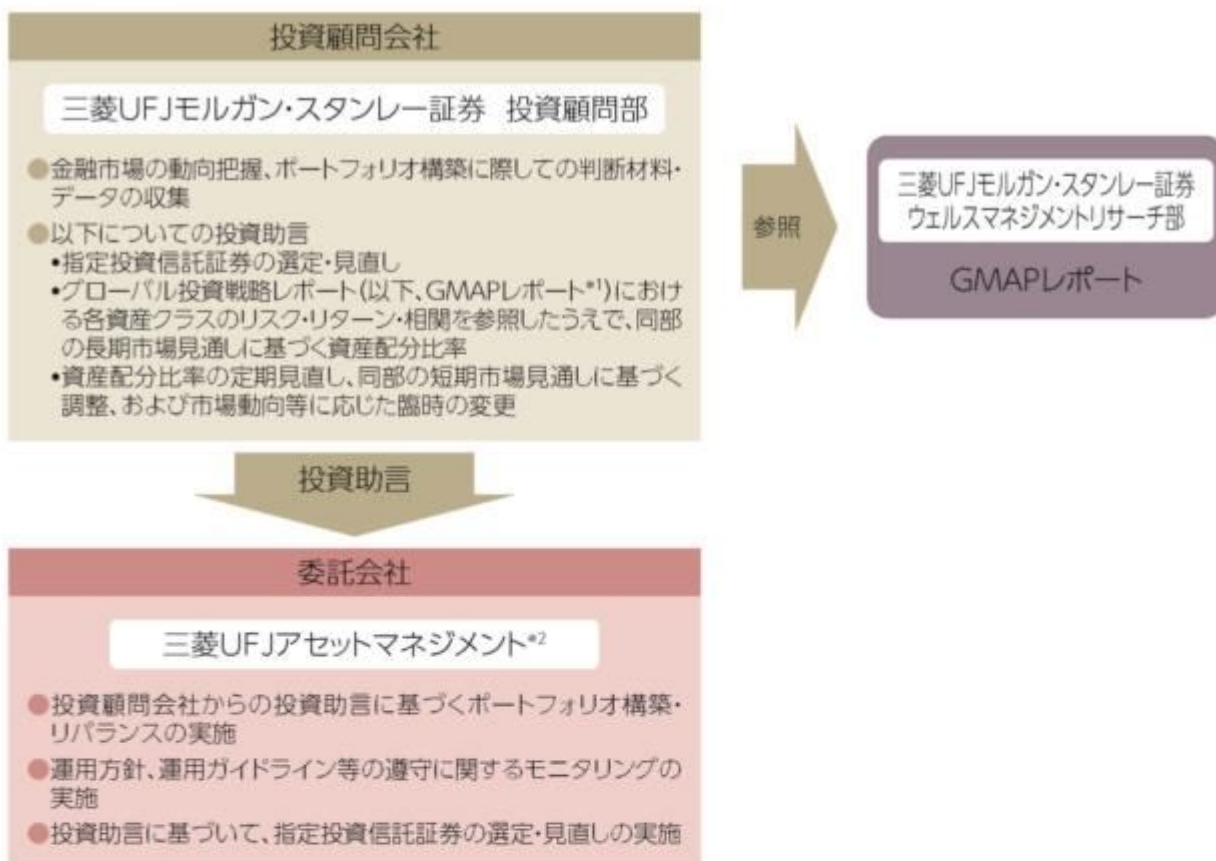 投資顧問会社
三菱UFJモルガン・スタンレー証券 投資顧問部
●金融市場の動向把握、ポートフォリオ構築に際しての判断材料・
データの収集
●以下についての投資助言
•指定投資信託証券の選定・見直し
•グローバル投資戦略レポート(以下、GMAPレポート*1)におけ
る各資産クラスのリスク・リターン・相関を参照したうえで、同部
の長期市場見通しに基づく資産配分比率
•資産配分比率の定期見直し、同部の短期市場見通しに基づく
調整、および市場動向等に応じた臨時の変更
参照
三菱UFJモルガン・スタンレー証券
ウェルスマネジメントリサーチ部
GMAPレポート
投資助言
委託会社
三菱UFJアセットマネジメント*2
●投資顧問会社からの投資助言に基づくポートフォリオ構築・
リバランスの実施
●運用方針、運用ガイドライン等の遵守に関するモニタリングの
実施
●投資助言に基づいて、指定投資信託証券の選定・見直しの実施